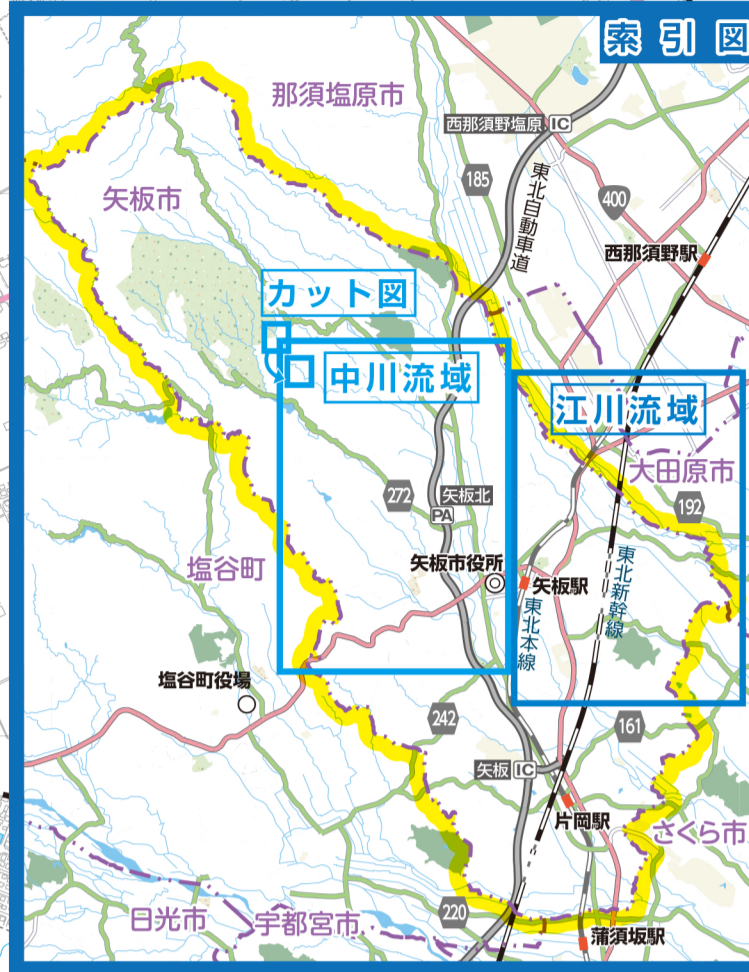 索引図
那須塩原市
西那須野塩原 IC
185
東北自動車道
400
矢板市
西那須野駅
カット図
中川流域
江川流域
大田原市
192
272
矢板北
PA
矢板市役所
矢板駅
東北新幹線
東北本線
塩谷町
塩谷町役場
242
161
矢板 IC
片岡駅
さくら市
日光市
宇都宮市
220
蒲須坂駅